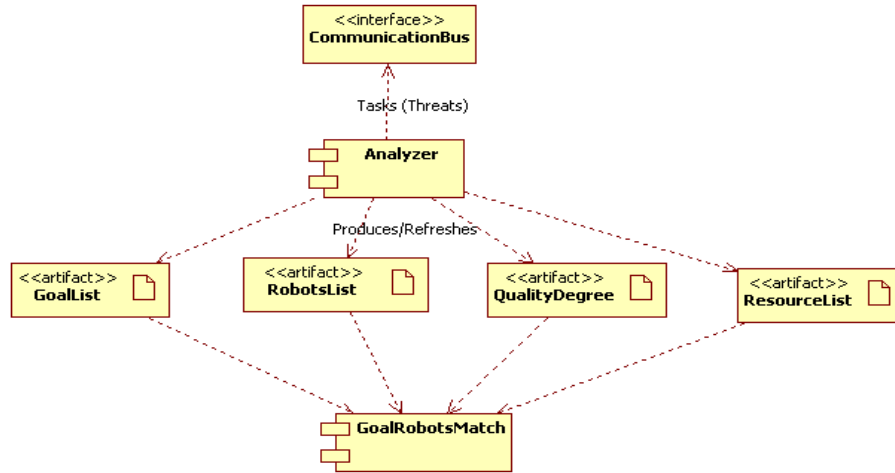 <<interface>>
CommunicationBus
Tasks (Threats)
Analyzer
Produces/Refreshes
<<artifact>>
GoalList
<<artifact>>
RobotsList
<<artifact>>
QualityDegree
<<artifact>>
ResourceList
GoalRobotsMatch